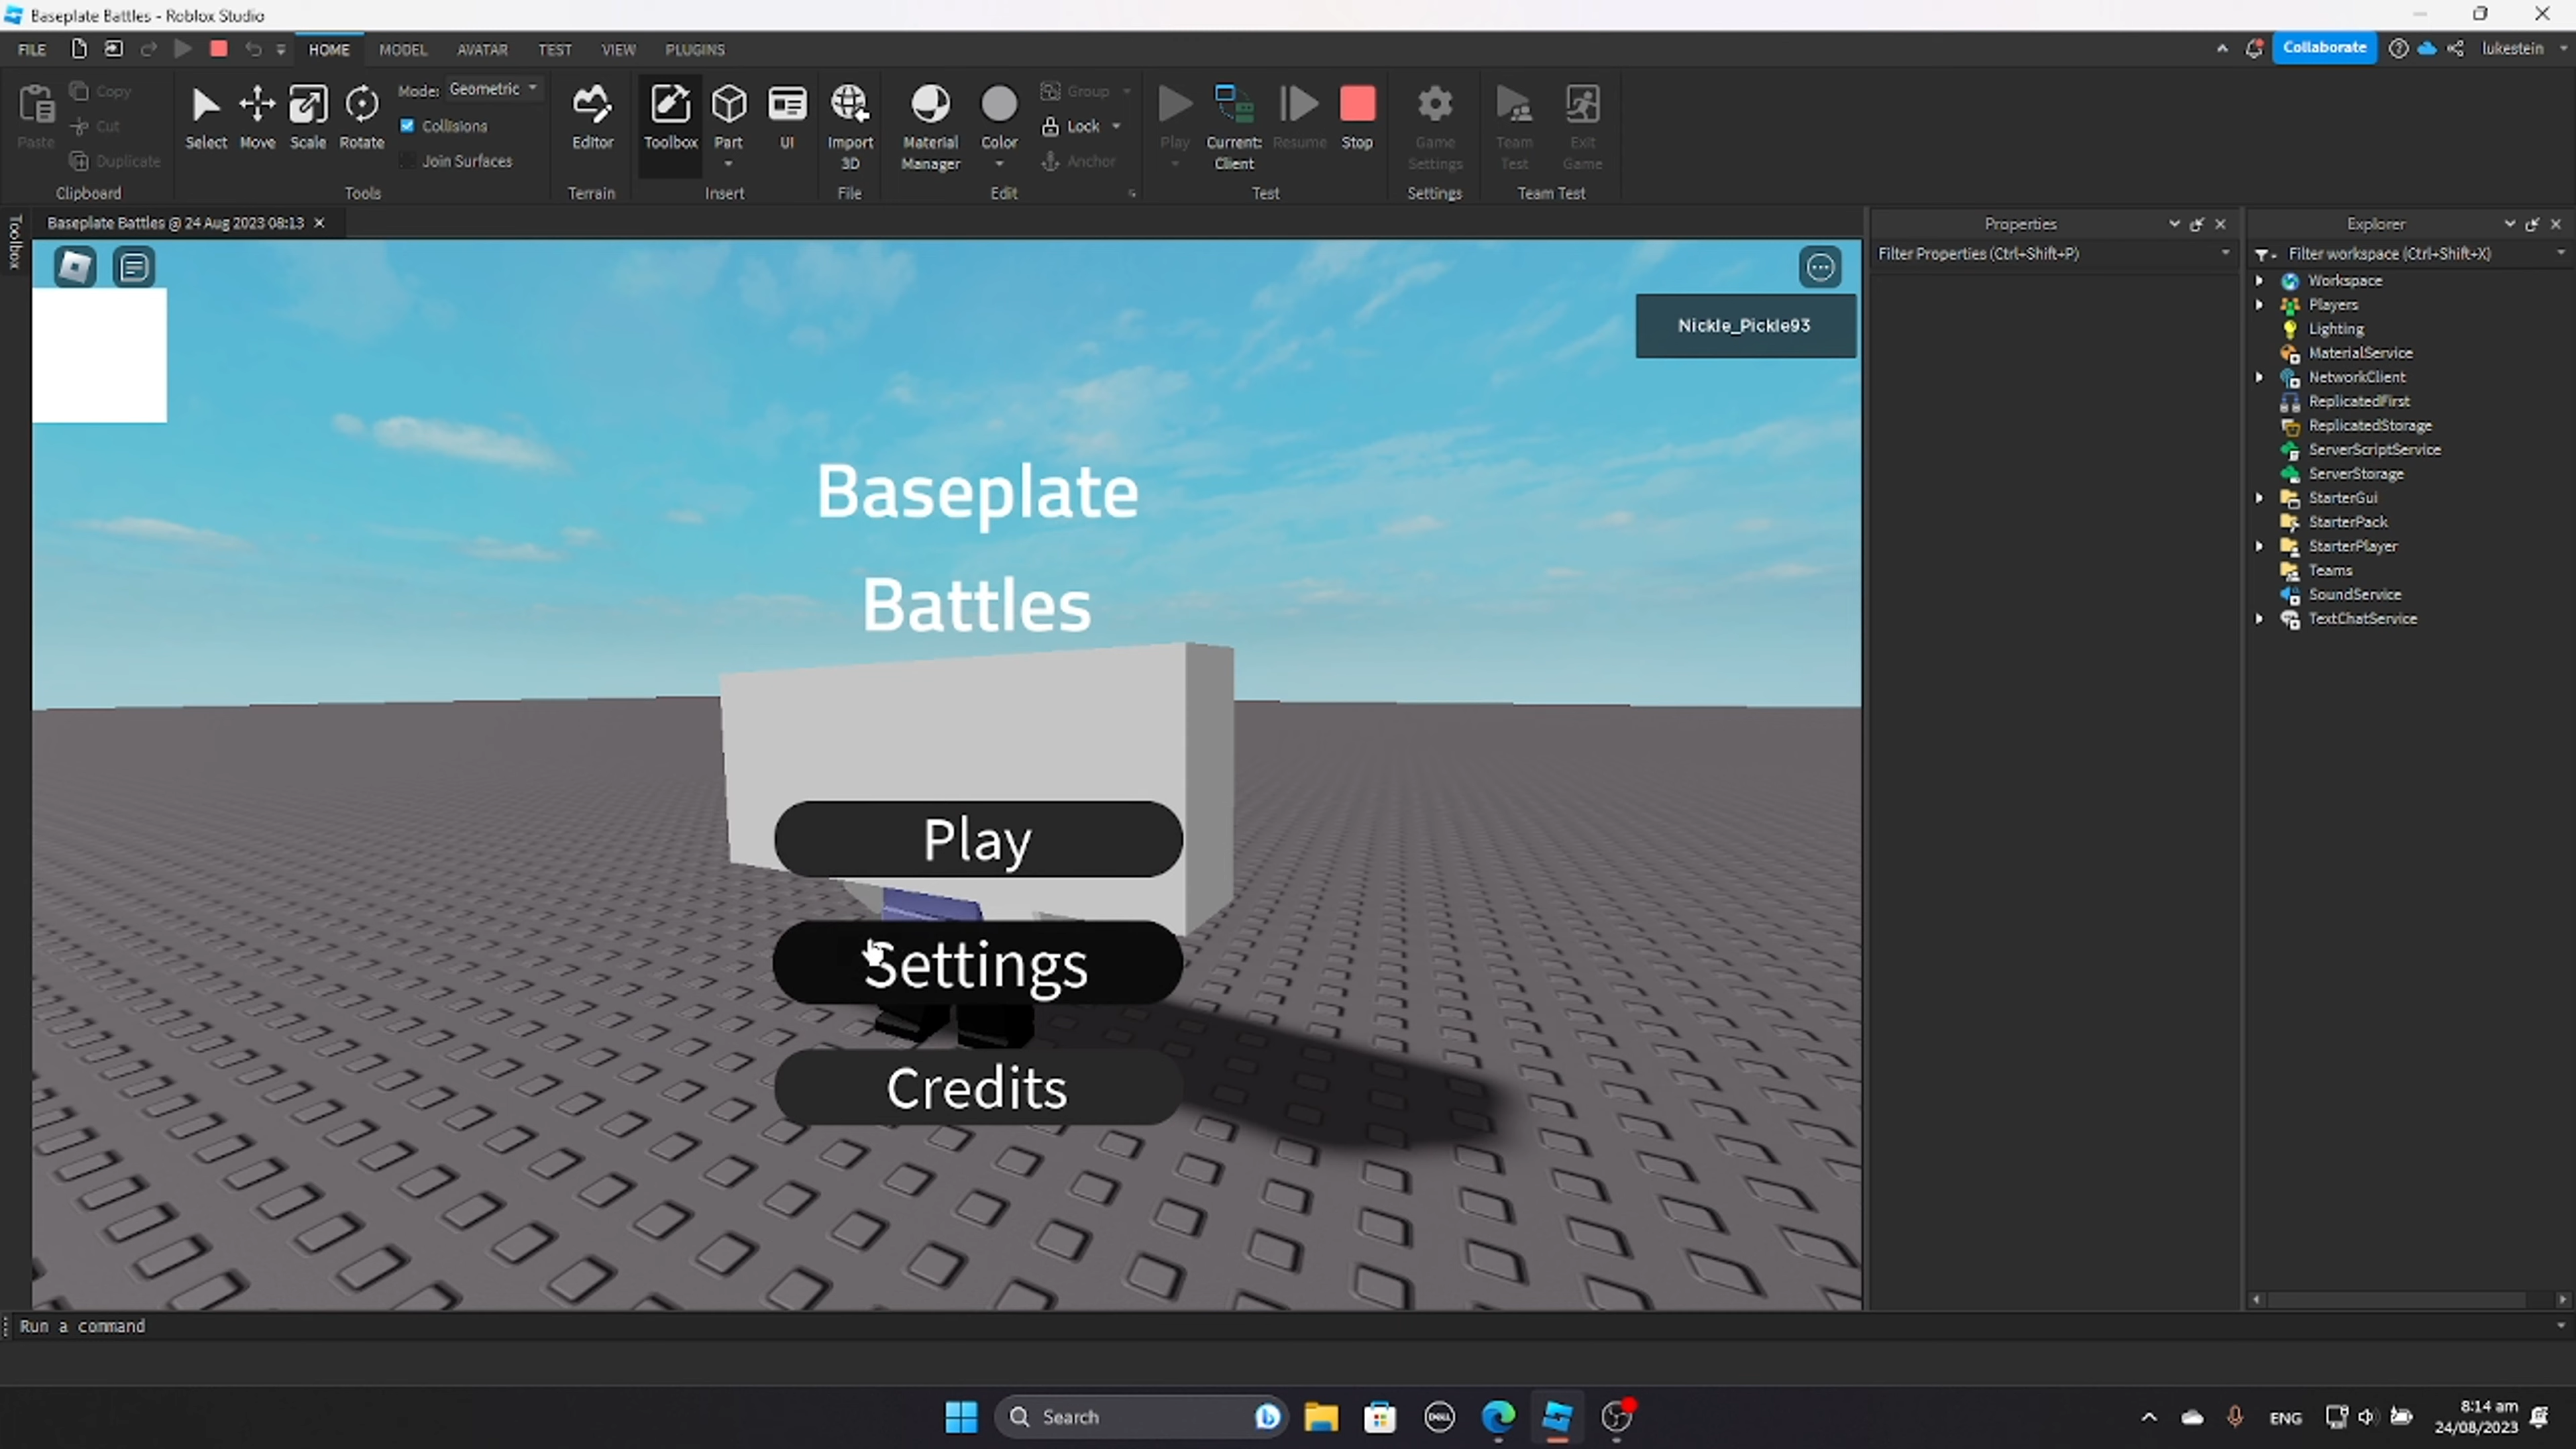 Baseplate Battles - Roblox Studio
FILE HOME MODEL AVATAR TEST VIEW PLUGINS Collaborate lukestein
Paste Copy Cut Duplicate Clipboard
Select Move Scale Rotate Mode: Geometric Collisions Join Surfaces Tools
Editor Terrain
Toolbox Part UI Insert
Import 3D File
Material Manager Color Group Lock Anchor Edit
Play Current: Client Resume Stop Test
Game Settings Settings
Team Test Exit Game Team Test
Toolbox
Baseplate Battles @ 24 Aug 2023 08:13
Nickle_Pickle93
Baseplate
Battles
Play
Settings
Credits
Properties
Filter Properties (Ctrl+Shift+P)
Explorer
Filter workspace (Ctrl+Shift+X)
Workspace
Players
Lighting
MaterialService
NetworkClient
ReplicatedFirst
ReplicatedStorage
ServerScriptService
ServerStorage
StarterGui
StarterPack
StarterPlayer
Teams
SoundService
TextChatService
Run a command
Search
DELL
ENG
8:14 am
24/08/2023